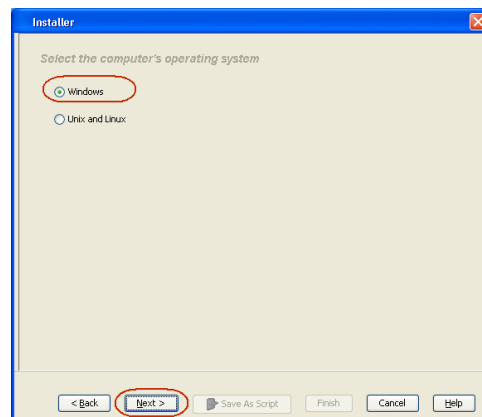 Installer
Select the computer's operating system
Windows
Unix and Linux
< Back Next > Save As Script Finish Cancel Help